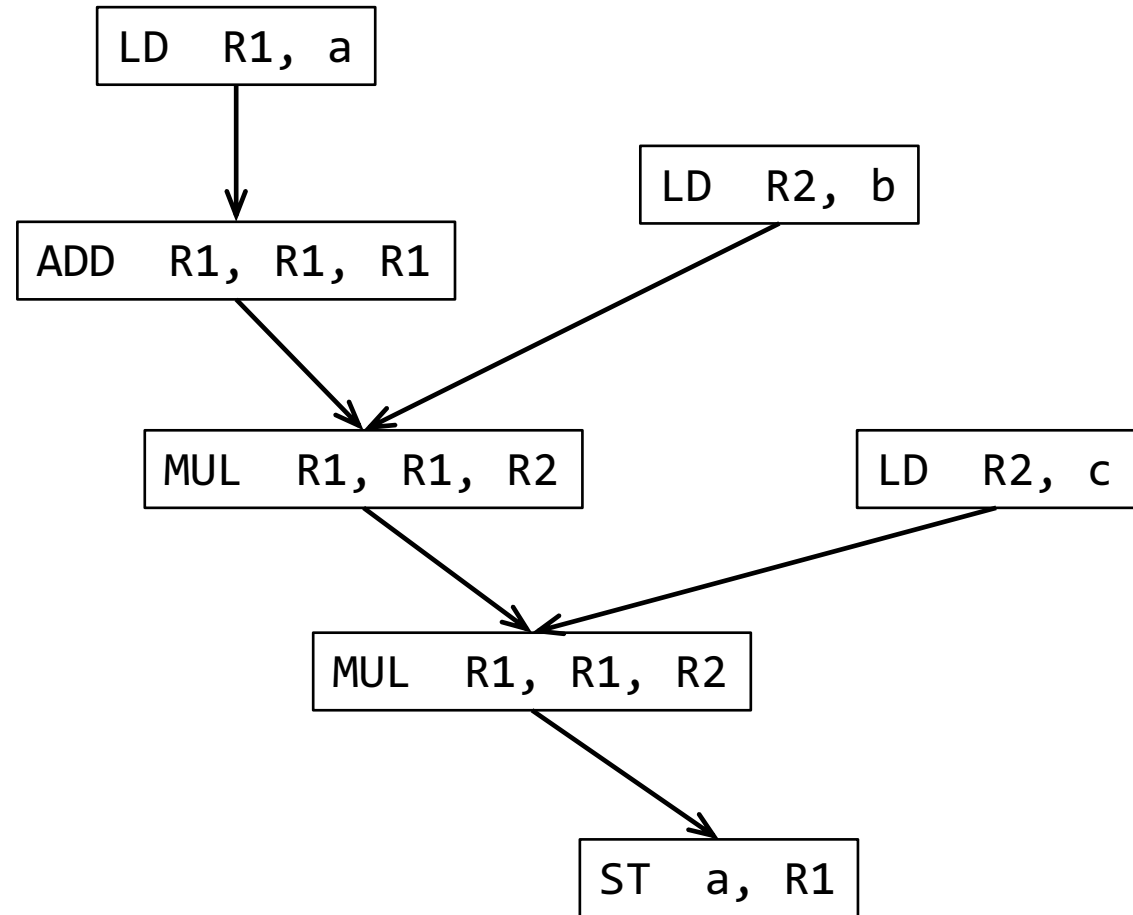 LD R1, a
LD R2, b
ADD R1, R1, R1
MUL R1, R1, R2
LD R2, c
MUL R1, R1, R2
ST a, R1